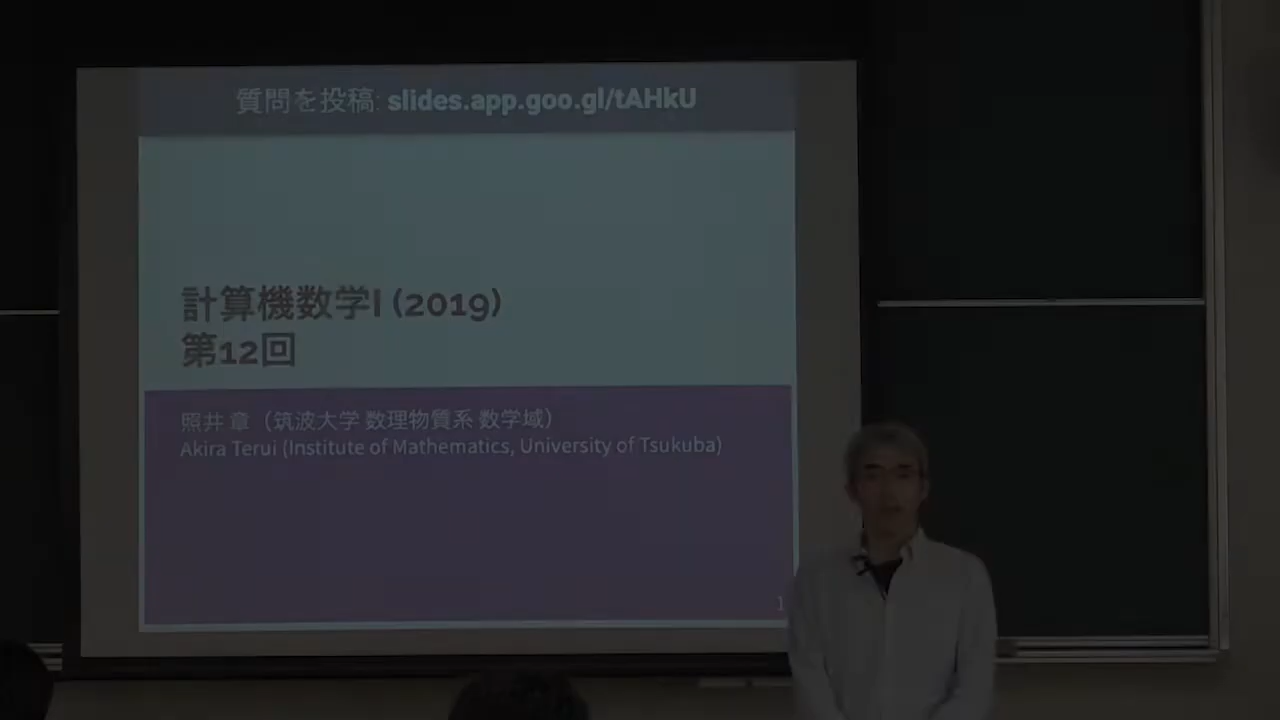 質問を投稿: slides.app.goo.gl/tAHkU
計算機数学I (2019)
第12回
照井 章（筑波大学 数理物質系 数学域）
Akira Terui (Institute of Mathematics, University of Tsukuba)
1